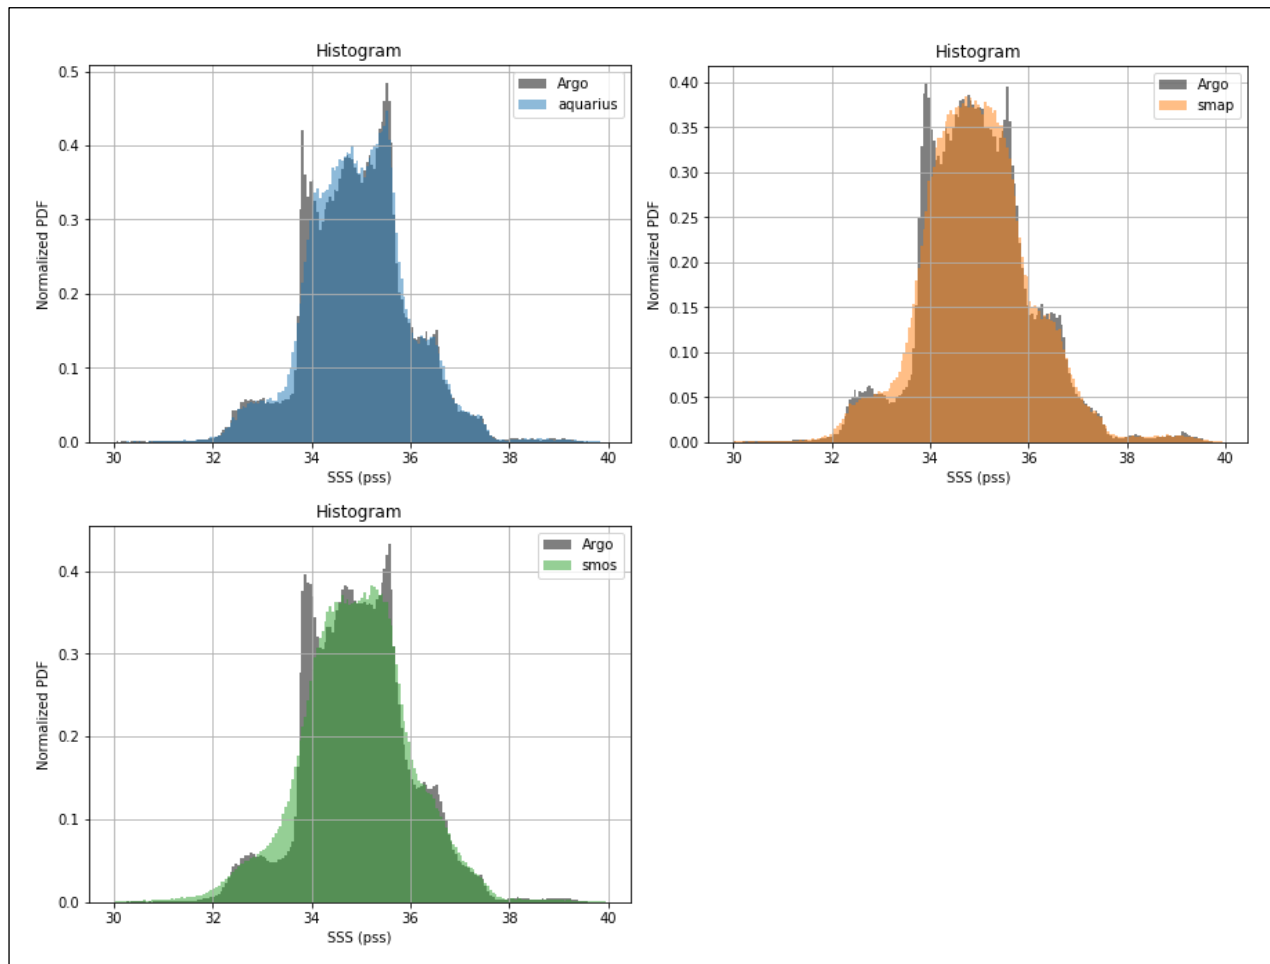 Histogram
0.5
0.4
0.3
0.2
0.1
0.0
Normalized PDF
Argo
aquarius
30 32 34 36 38 40
SSS (pss)
Histogram
0.40
0.35
0.30
0.25
0.20
0.15
0.10
0.05
0.00
Normalized PDF
Argo
smap
30 32 34 36 38 40
SSS (pss)
Histogram
0.4
0.3
0.2
0.1
0.0
Normalized PDF
Argo
smos
30 32 34 36 38 40
SSS (pss)